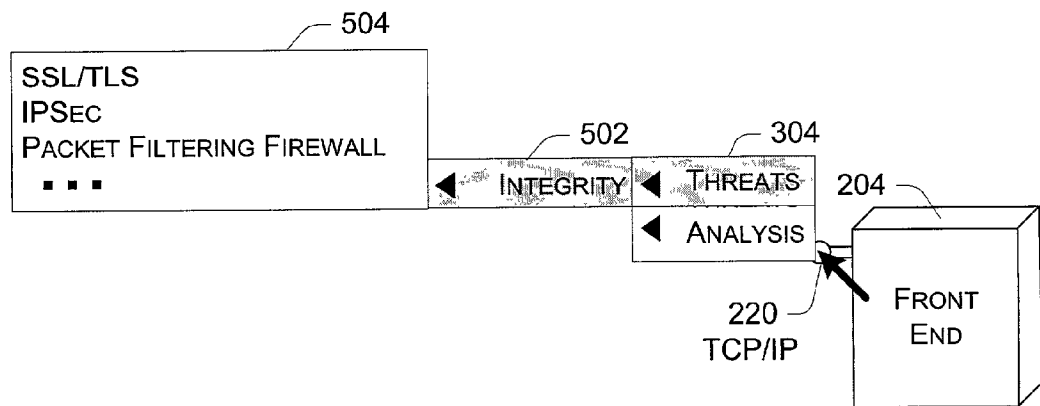 504
SSL/TLS
IPSEC
PACKET FILTERING FIREWALL
502
304
INTEGRITY
THREATS
204
ANALYSIS
FRONT
END
220
TCP/IP